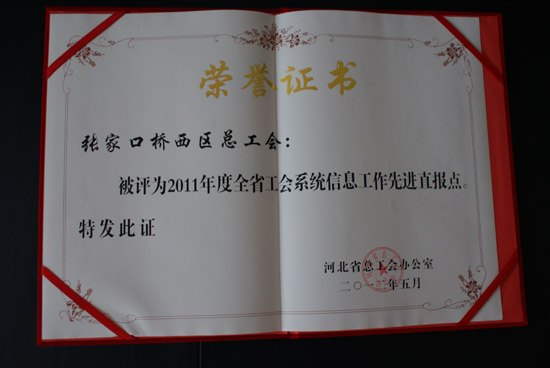 荣誉证书
张家口桥西区总工会：
被评为2011年度全省工会系统信息工作先进直报点。
特发此证
河北省总工会办公室
二〇一二年五月